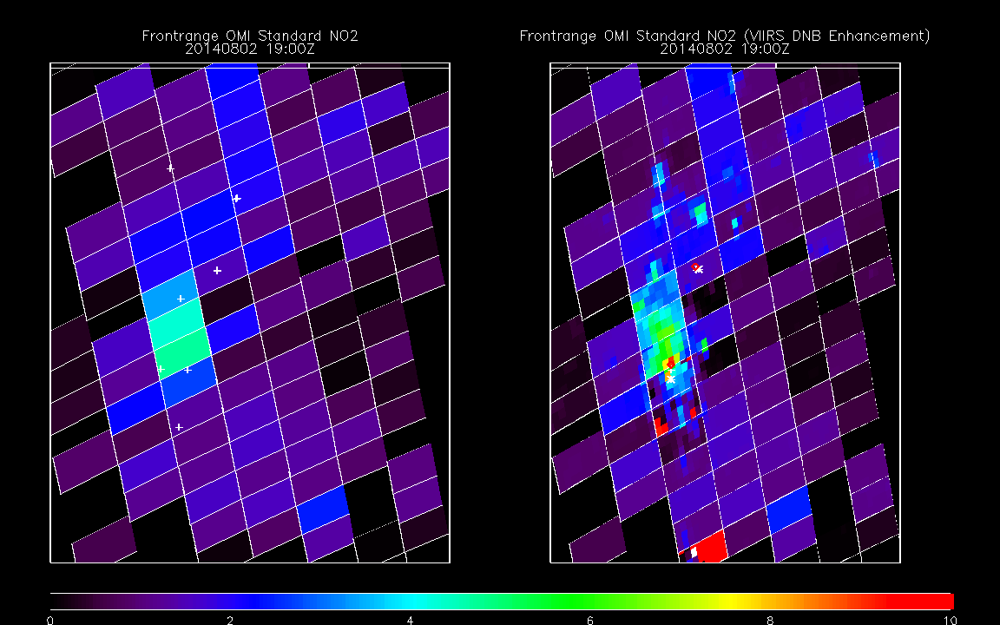 Frontrange OMI Standard NO2
20140802 19:00Z
Frontrange OMI Standard NO2 (VIIRS DNB Enhancement)
20140802 19:00Z
0 2 4 6 8 10